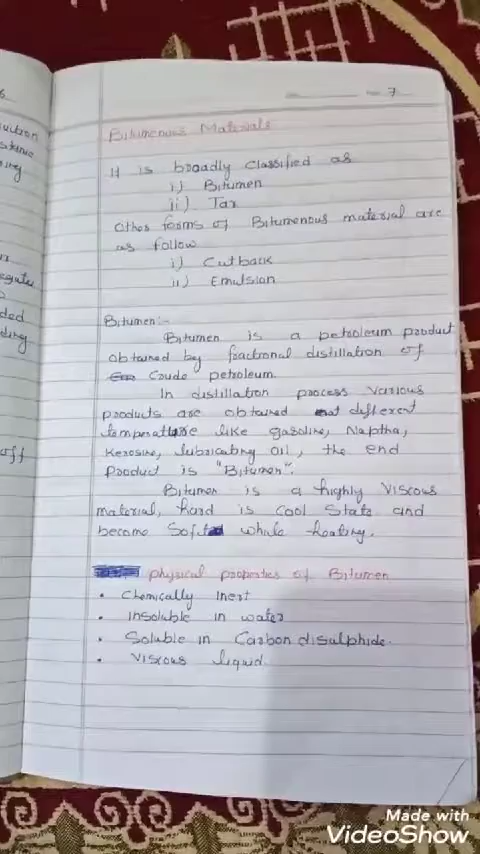 7
Bitumenous Materials
It is broadly classified as
i) Bitumen
ii) Tar
Other forms of Bitumenous material are
as follow
i) Cutback
ii) Emulsion
Bitumen:-
Bitumen is a petroleum product
obtained by fractional distillation of
Crude petroleum.
In distillation process various
products are obtained at different
temperature like gasoline, Naptha,
Kerosine, lubricating oil, the end
product is "Bitumen".
Bitumen is a highly Viscous
material, hard is cool State and
become Soft while heating.
physical properties of Bitumen
• Chemically Inert
• Insoluble in water
• Soluble in Carbon disulphide.
• Viscous liquid.
Made with
VideoShow